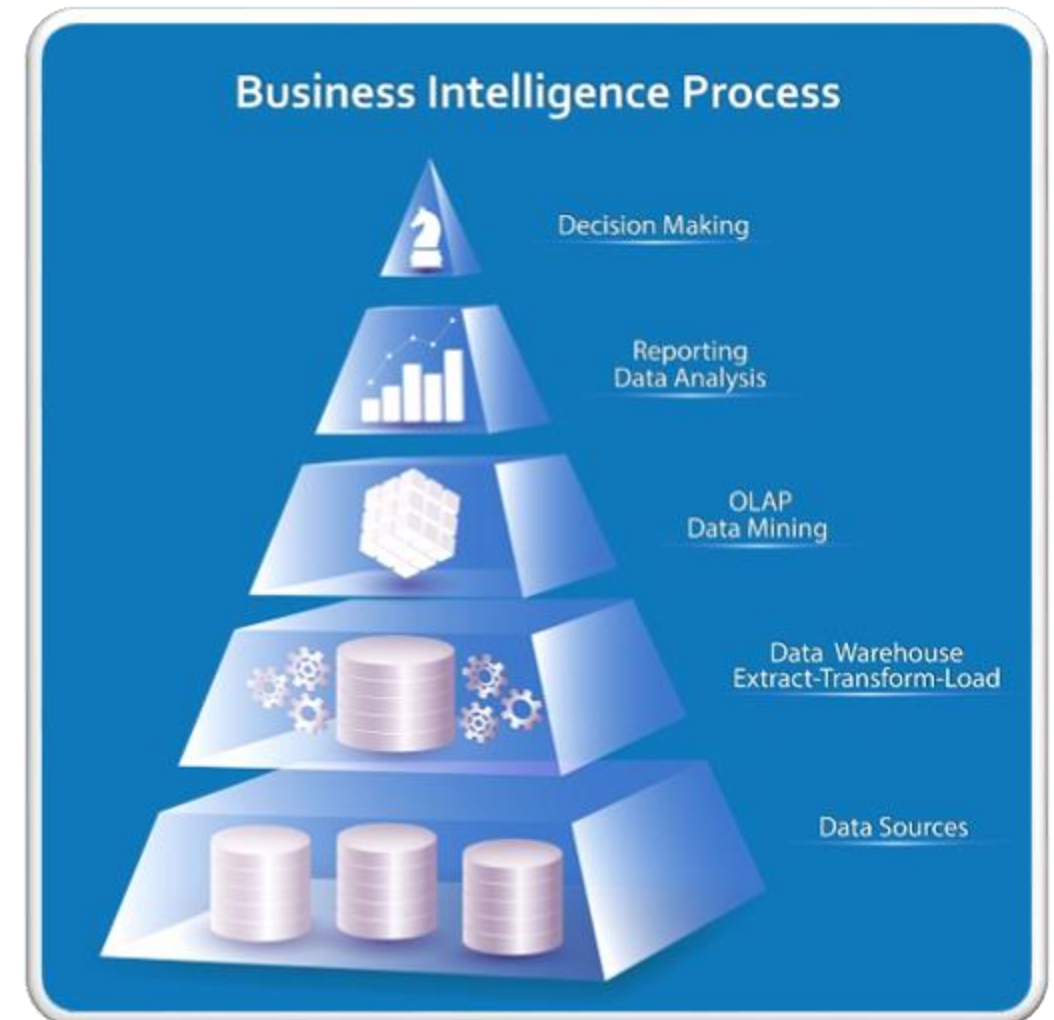 Business Intelligence Process
Decision Making
Reporting
Data Analysis
OLAP
Data Mining
Data Warehouse
Extract-Transform-Load
Data Sources